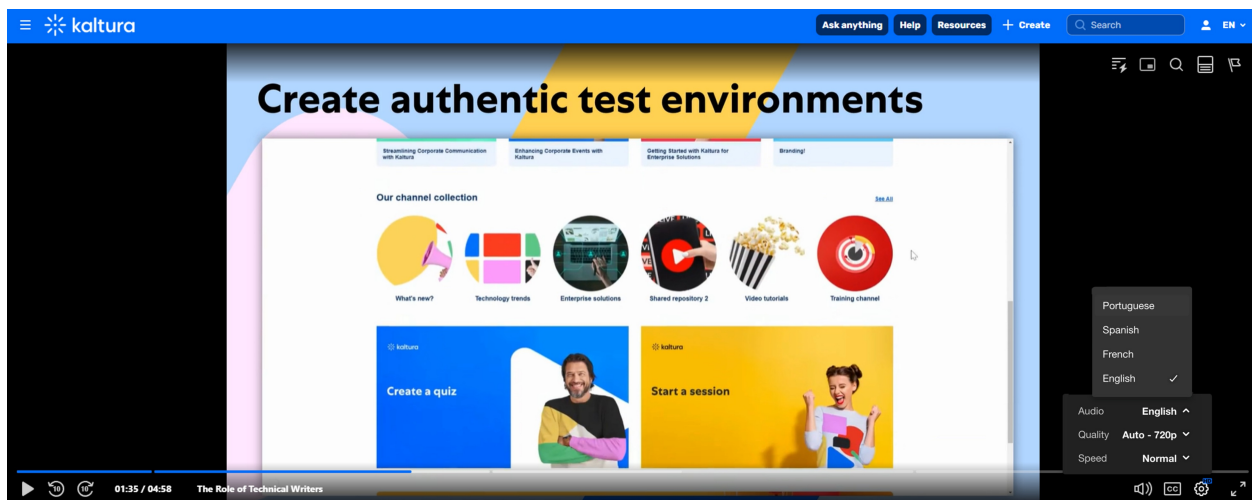 kaltura
Ask anything Help Resources + Create Search EN
Create authentic test environments
Streamlining Corporate Communication with Kaltura
Enhancing Corporate Events with Kaltura
Getting Started with Kaltura for Enterprise Solutions
Branding!
Our channel collection
See All
What's new?
Technology trends
Enterprise solutions
Shared repository 2
Video tutorials
Training channel
kaltura
Create a quiz
kaltura
Start a session
Portuguese
Spanish
French
English
Audio English
Quality Auto - 720p
Speed Normal
10 10 01:35 / 04:58 The Role of Technical Writers
CC HD